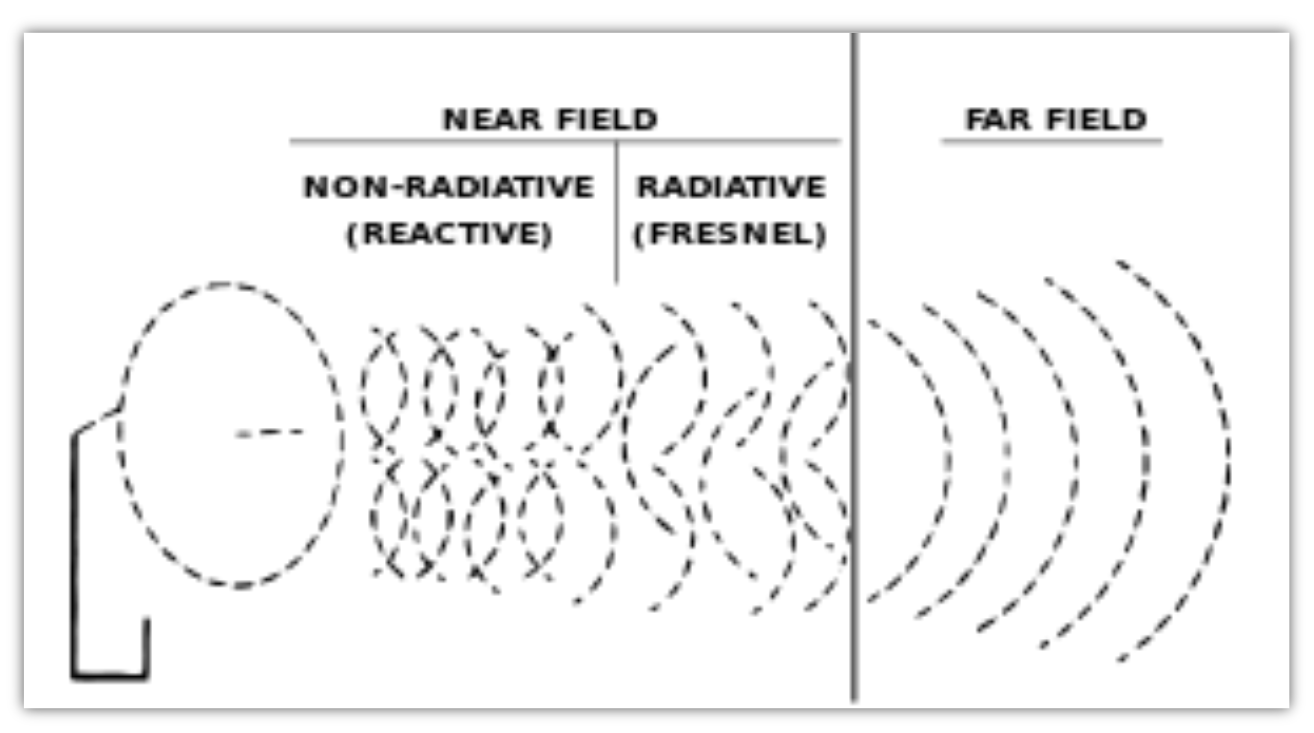 NEAR FIELD
FAR FIELD
NON-RADIATIVE
(REACTIVE)
RADIATIVE
(FRESNEL)